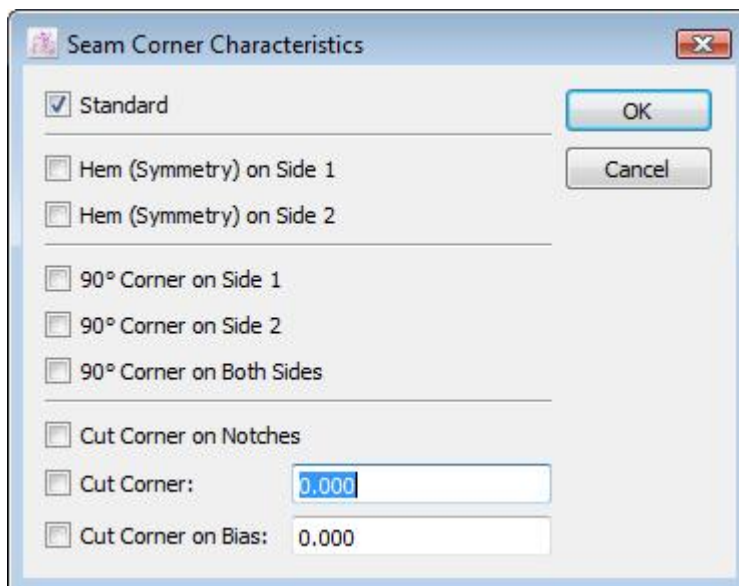 Seam Corner Characteristics
Standard
OK
Hem (Symmetry) on Side 1
Cancel
Hem (Symmetry) on Side 2
90° Corner on Side 1
90° Corner on Side 2
90° Corner on Both Sides
Cut Corner on Notches
Cut Corner: 0.000
Cut Corner on Bias: 0.000